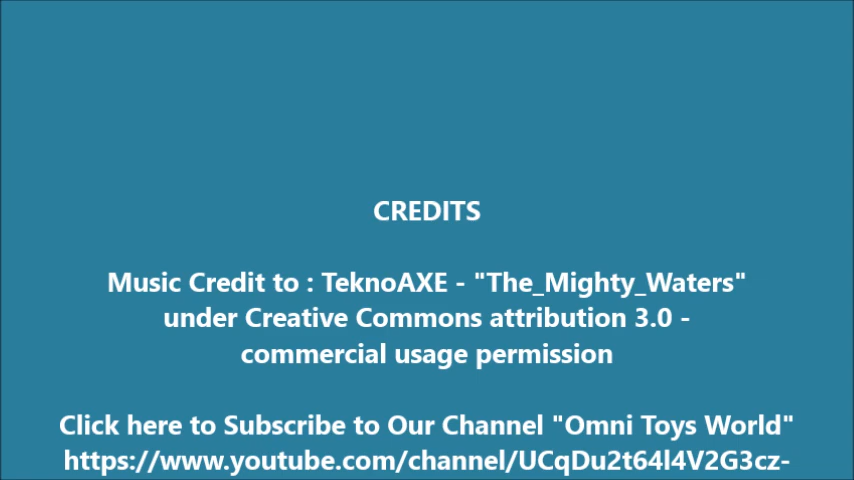 CREDITS
Music Credit to : TeknoAXE - "The_Mighty_Waters"
under Creative Commons attribution 3.0 -
commercial usage permission
Click here to Subscribe to Our Channel "Omni Toys World"
https://www.youtube.com/channel/UCqDu2t64l4V2G3cz-